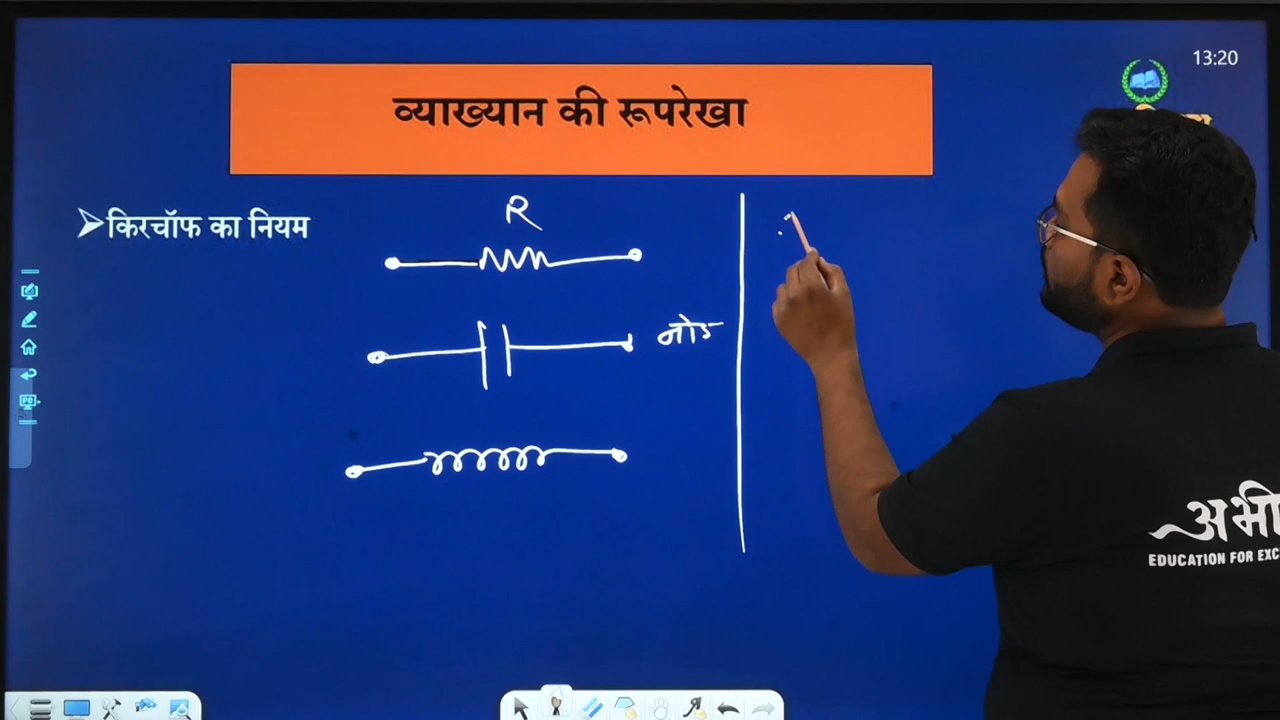 13:20
व्याख्यान की रूपरेखा
किरचॉफ का नियम
R
नोड
अभी
EDUCATION FOR EXC